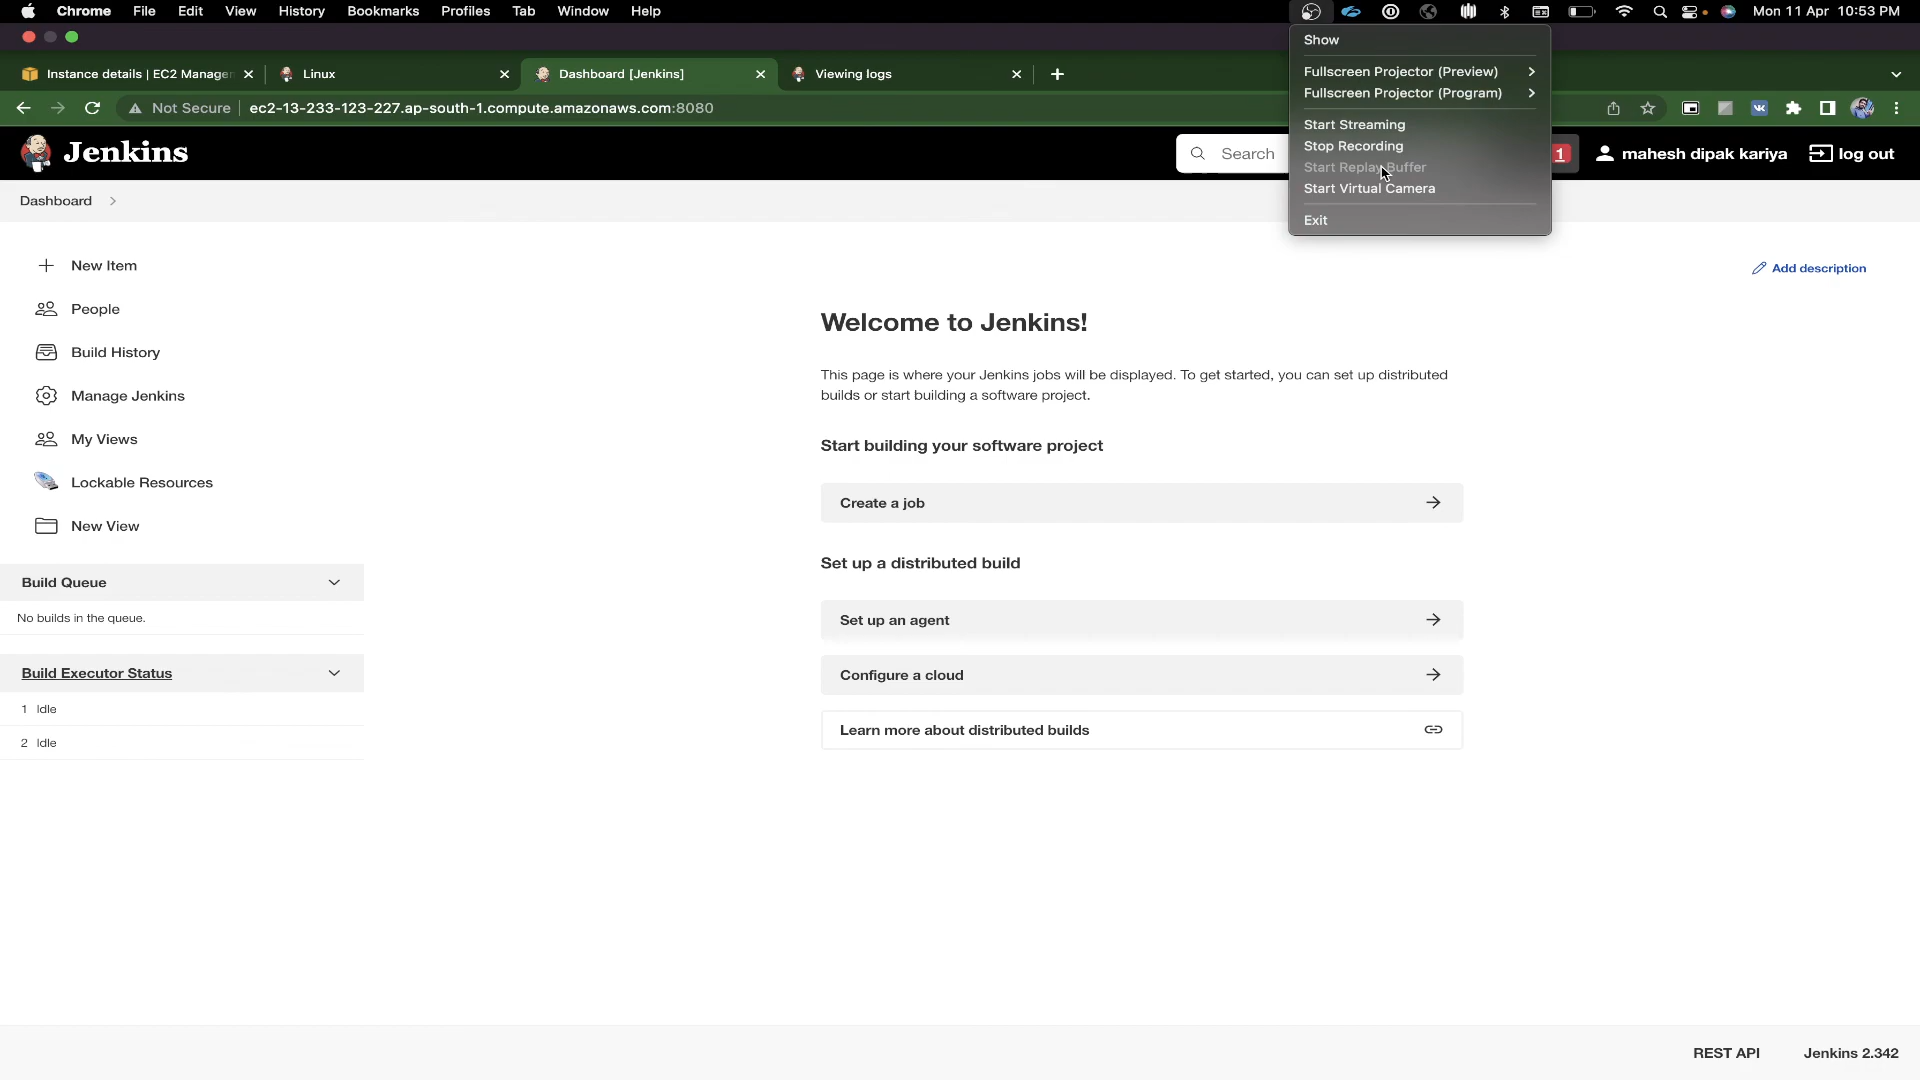 Chrome File Edit View History Bookmarks Profiles Tab Window Help Mon 11 Apr 10:53 PM
Instance details | EC2 Manage Linux Dashboard [Jenkins] Viewing logs
Not Secure ec2-13-233-123-227.ap-south-1.compute.amazonaws.com:8080
Show
Fullscreen Projector (Preview)
Fullscreen Projector (Program)
Start Streaming
Stop Recording
Start Replay Buffer
Start Virtual Camera
Exit
Jenkins Search 1 mahesh dipak kariya log out
Dashboard
New Item
People
Build History
Manage Jenkins
My Views
Lockable Resources
New View
Build Queue
No builds in the queue.
Build Executor Status
1 Idle
2 Idle
Add description
Welcome to Jenkins!
This page is where your Jenkins jobs will be displayed. To get started, you can set up distributed
builds or start building a software project.
Start building your software project
Create a job
Set up a distributed build
Set up an agent
Configure a cloud
Learn more about distributed builds
REST API Jenkins 2.342